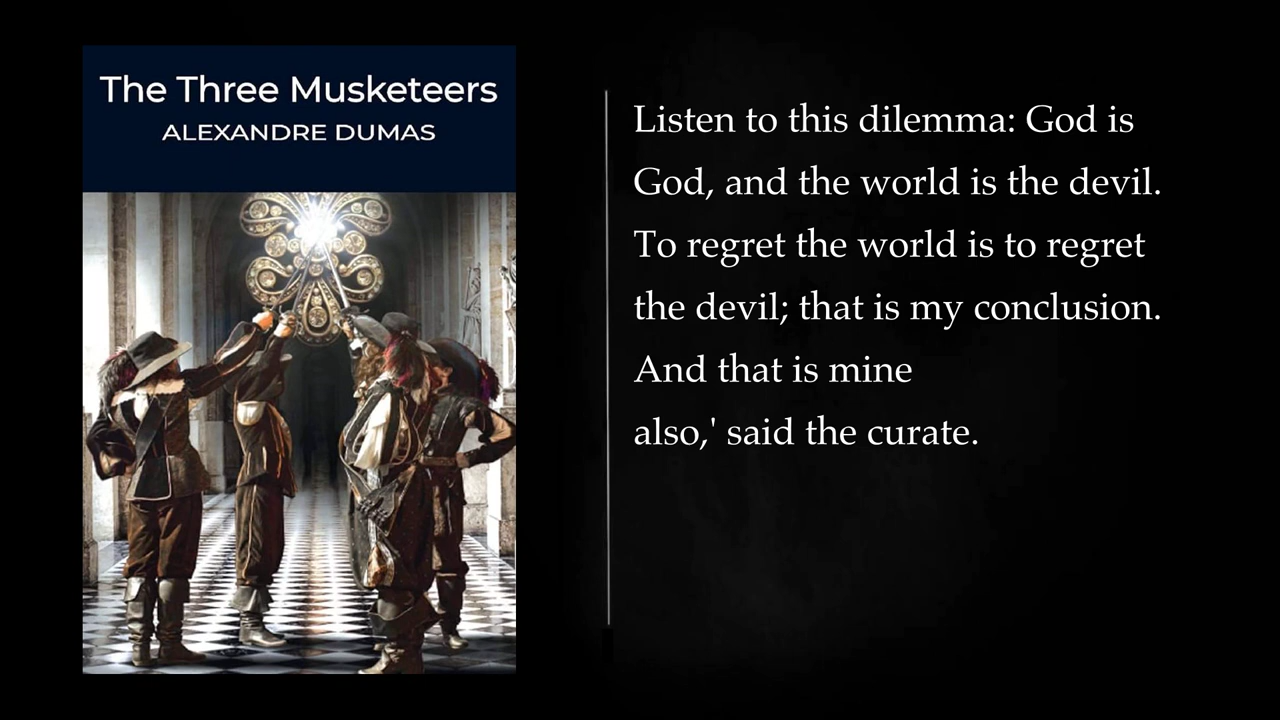 The Three Musketeers
ALEXANDRE DUMAS
Listen to this dilemma: God is
God, and the world is the devil.
To regret the world is to regret
the devil; that is my conclusion.
And that is mine
also,' said the curate.